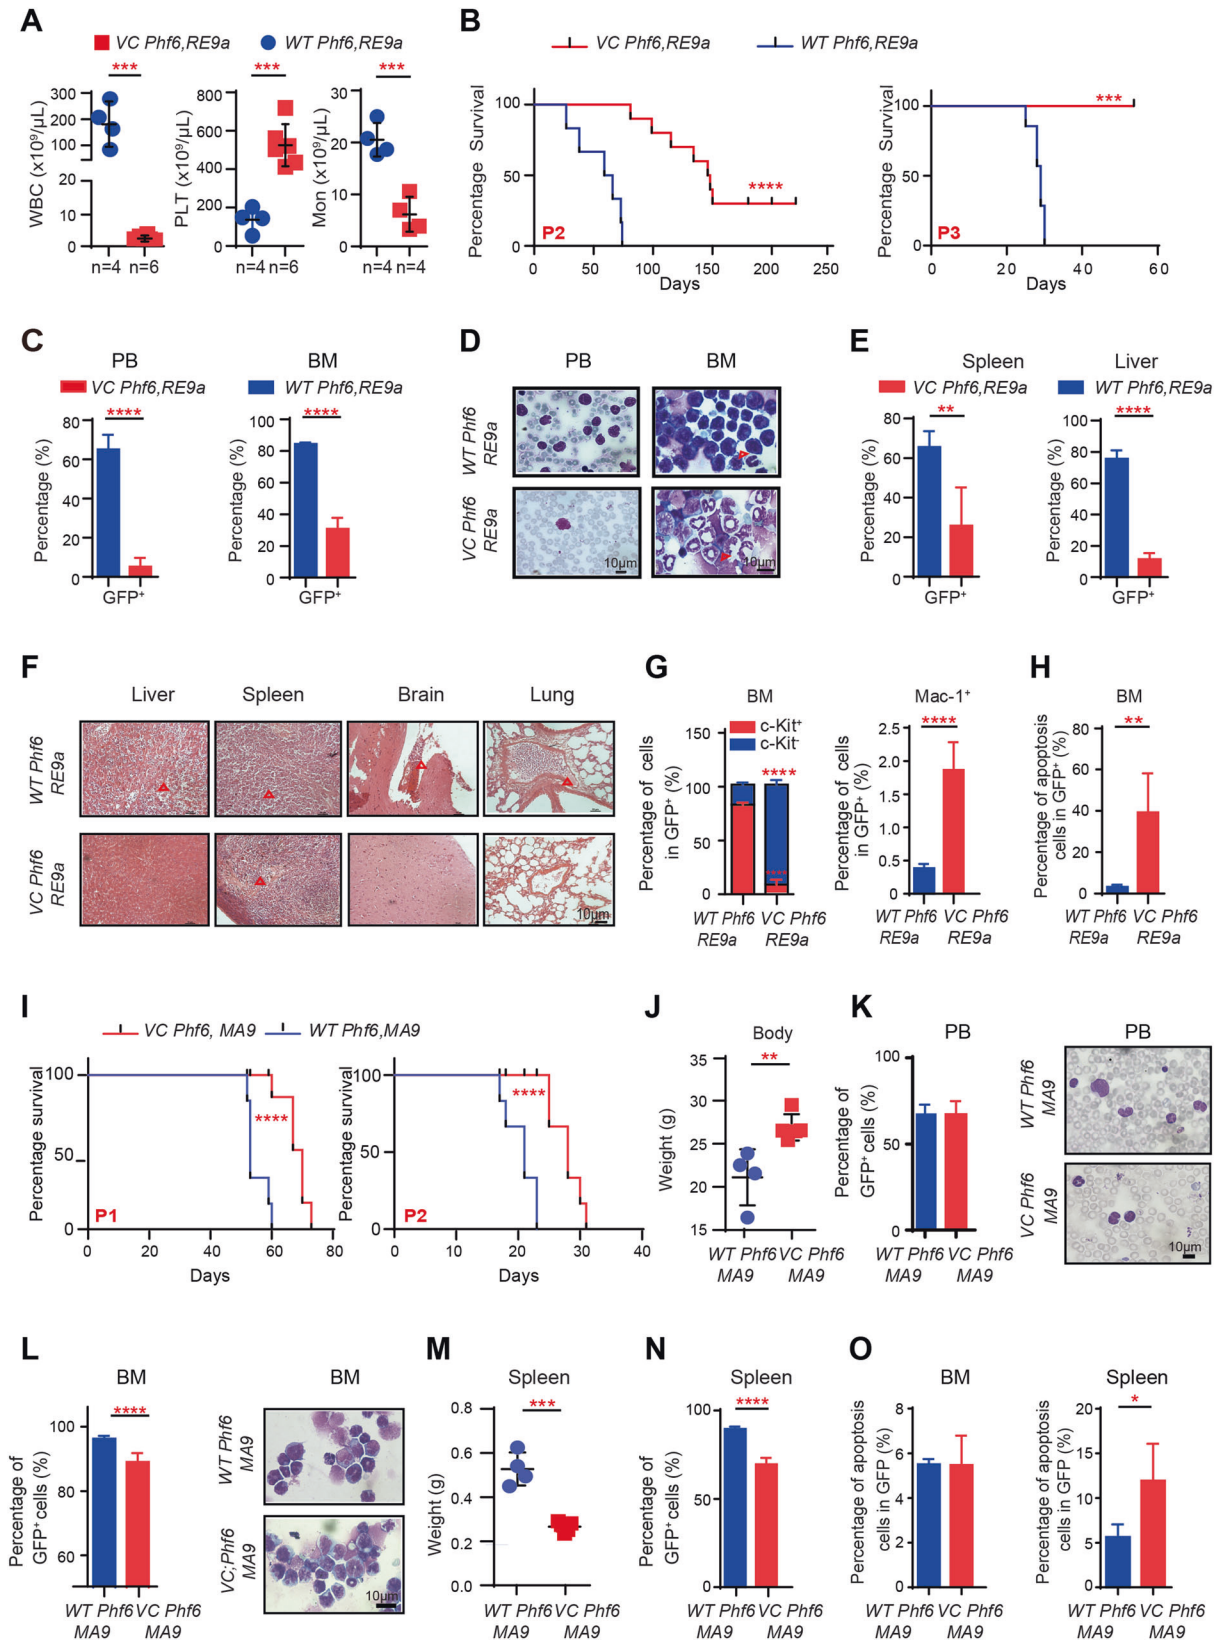 A
VC Phf6,RE9a WT Phf6,RE9a
*** *** ***
WBC (x10⁹/μL)
300
200
100
20
10
0
n=4 n=6
PLT (x10⁹/μL)
800
600
400
200
0
n=4 n=6
Mon (x10⁹/μL)
30
20
10
0
n=4 n=4
B
VC Phf6,RE9a WT Phf6,RE9a
Percentage Survival
100
50
0
****
P2
0 50 100 150 200 250
Days
Percentage Survival
100
50
0
***
P3
0 20 40 60
Days
C
PB BM
VC Phf6,RE9a WT Phf6,RE9a
Percentage (%)
80
60
40
20
0
****
GFP⁺
Percentage (%)
100
80
60
40
20
0
****
GFP⁺
D
PB BM
WT Phf6
RE9a
VC Phf6
RE9a
10μm 10μm
E
Spleen Liver
VC Phf6,RE9a WT Phf6,RE9a
Percentage (%)
80
60
40
20
0
**
GFP⁺
Percentage (%)
100
80
60
40
20
0
****
GFP⁺
F
Liver Spleen Brain Lung
WT Phf6
RE9a
VC Phf6
RE9a
10μm
G
BM
c-Kit⁺
c-Kit⁻
Percentage of cells
in GFP⁺ (%)
150
100
50
0
****
****
WT Phf6 VC Phf6
RE9a RE9a
Mac-1⁺
Percentage of cells
in GFP⁺ (%)
2.5
2.0
1.5
1.0
0.5
0.0
****
WT Phf6 VC Phf6
RE9a RE9a
H
BM
Percentage of apoptosis
cells in GFP⁺ (%)
80
60
40
20
0
**
WT Phf6 VC Phf6
RE9a RE9a
I
VC Phf6, MA9 WT Phf6,MA9
Percentage survival
100
50
0
****
P1
0 20 40 60 80
Days
Percentage survival
100
50
0
****
P2
0 10 20 30 40
Days
J
Body
Weight (g)
35
30
25
20
15
**
WT Phf6 VC Phf6
MA9 MA9
K
PB
Percentage of
GFP⁺ cells (%)
100
50
0
WT Phf6 VC Phf6
MA9 MA9
PB
WT Phf6
MA9
VC Phf6
MA9
10μm
L
BM
Percentage of
GFP⁺ cells (%)
100
80
60
****
WT Phf6 VC Phf6
MA9 MA9
BM
WT Phf6
MA9
VC;Phf6
MA9
10μm
M
Spleen
Weight (g)
0.8
0.6
0.4
0.2
0.0
***
WT Phf6 VC Phf6
MA9 MA9
N
Spleen
Percentage of
GFP⁺ cells (%)
100
50
0
****
WT Phf6 VC Phf6
MA9 MA9
O
BM
Percentage of apoptosis
cells in GFP (%)
8
6
4
2
0
WT Phf6 VC Phf6
MA9 MA9
Spleen
Percentage of apoptosis
cells in GFP (%)
20
15
10
5
0
*
WT Phf6 VC Phf6
MA9 MA9